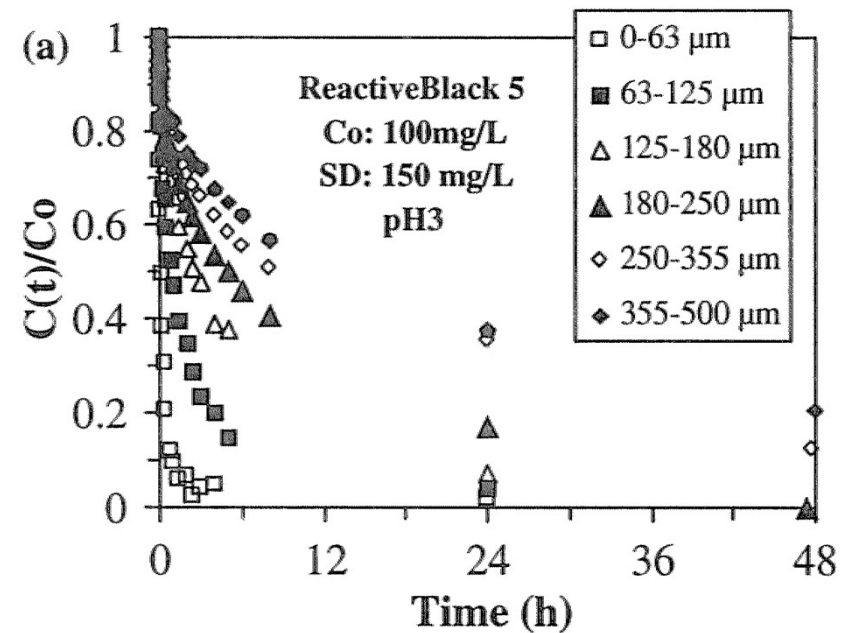 (a)
C(t)/Co
1
0.8
0.6
0.4
0.2
0
0
12
24
36
48
Time (h)
ReactiveBlack 5
Co: 100mg/L
SD: 150 mg/L
pH3
0-63 μm
63-125 μm
125-180 μm
180-250 μm
250-355 μm
355-500 μm